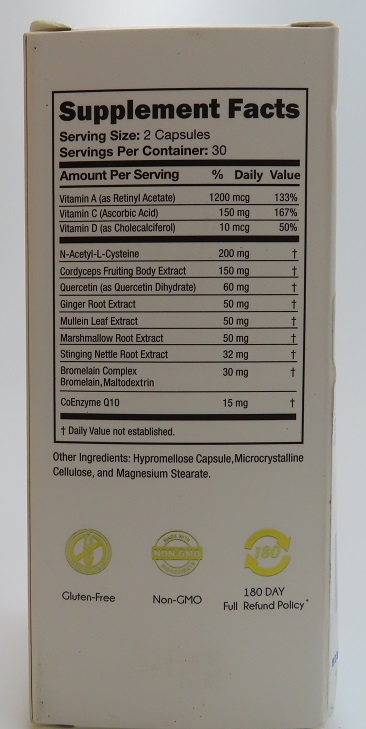 Supplement Facts
Serving Size: 2 Capsules
Servings Per Container: 30
Amount Per Serving % Daily Value
Vitamin A (as Retinyl Acetate) 1200 mcg 133%
Vitamin C (Ascorbic Acid) 150 mg 167%
Vitamin D (as Cholecalciferol) 10 mcg 50%
N-Acetyl-L-Cysteine 200 mg †
Cordyceps Fruiting Body Extract 150 mg †
Quercetin (as Quercetin Dihydrate) 60 mg †
Ginger Root Extract 50 mg †
Mullein Leaf Extract 50 mg †
Marshmallow Root Extract 50 mg †
Stinging Nettle Root Extract 32 mg †
Bromelain Complex 30 mg †
Bromelain, Maltodextrin
CoEnzyme Q10 15 mg †
† Daily Value not established.
Other Ingredients: Hypromellose Capsule, Microcrystalline
Cellulose, and Magnesium Stearate.
MADE WITH
NON-GMO
INGREDIENTS
180
Gluten-Free
Non-GMO
180 DAY
Full Refund Policy*